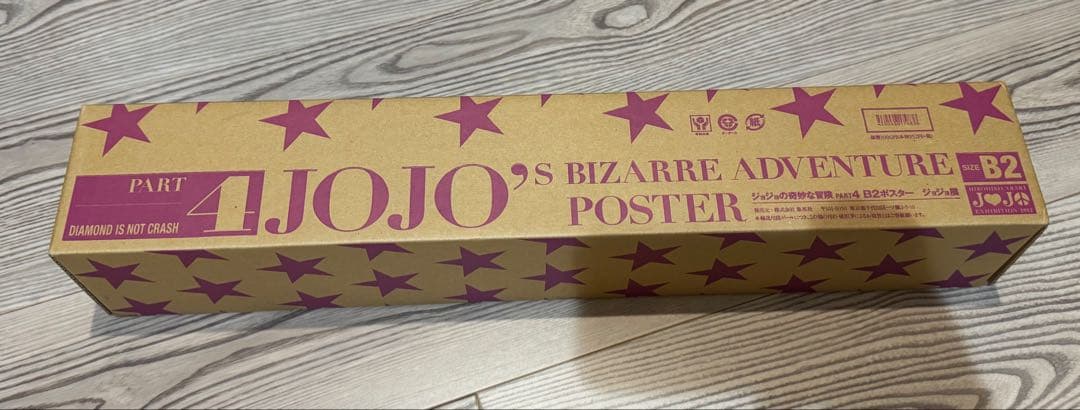 PART 4
DIAMOND IS NOT CRASH
JOJO's BIZARRE ADVENTURE
POSTER
ジョジョの奇妙な冒険 PART4 B2ポスター ジョジョ展
SIZE B2
HIROHIKO ARAKI
JOJO
EXHIBITION 2012
紙